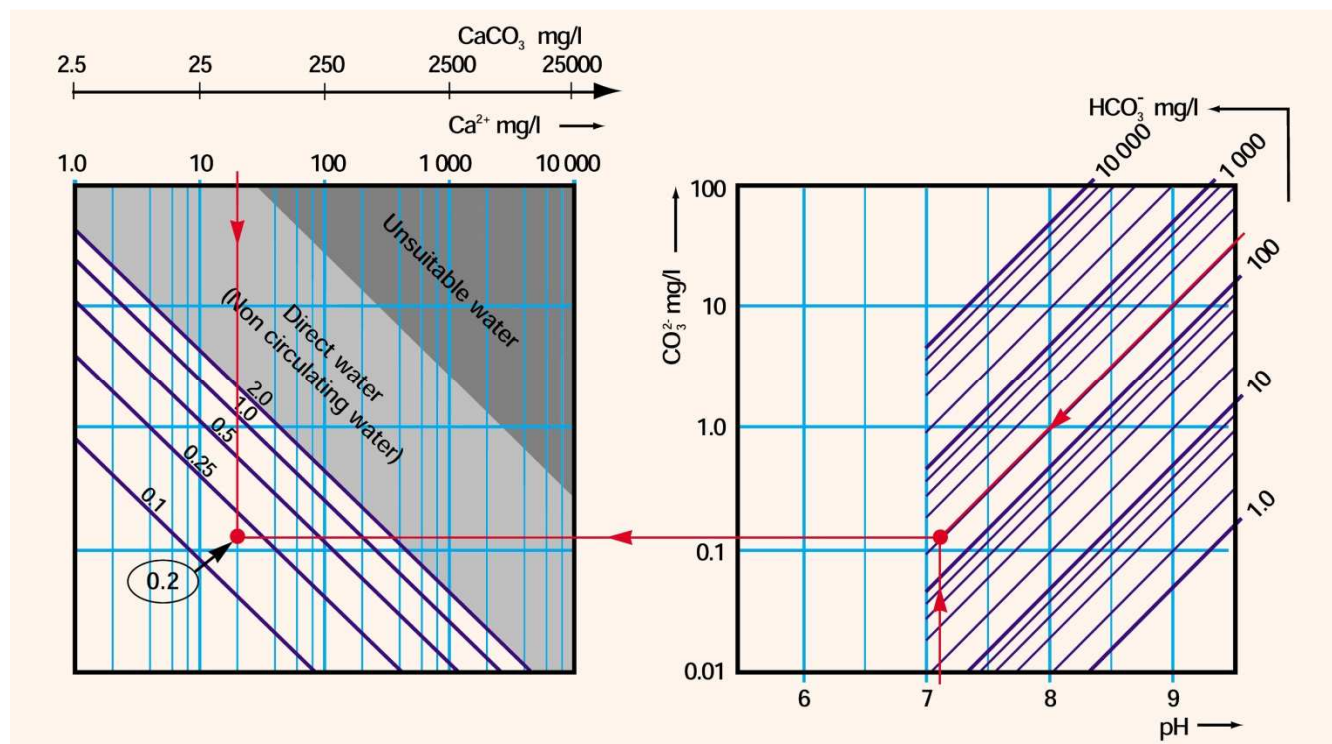 CaCO₃ mg/l
2.5 25 250 2500 25000
Ca²⁺ mg/l
1.0 10 100 1 000 10 000
Unsuitable water
Direct water
(Non circulating water)
2.0
1.0
0.5
0.25
0.1
0.2
HCO₃⁻ mg/l
10 000
1 000
100
10
1.0
CO₃²⁻ mg/l
100
10
1.0
0.1
0.01
6 7 8 9
pH